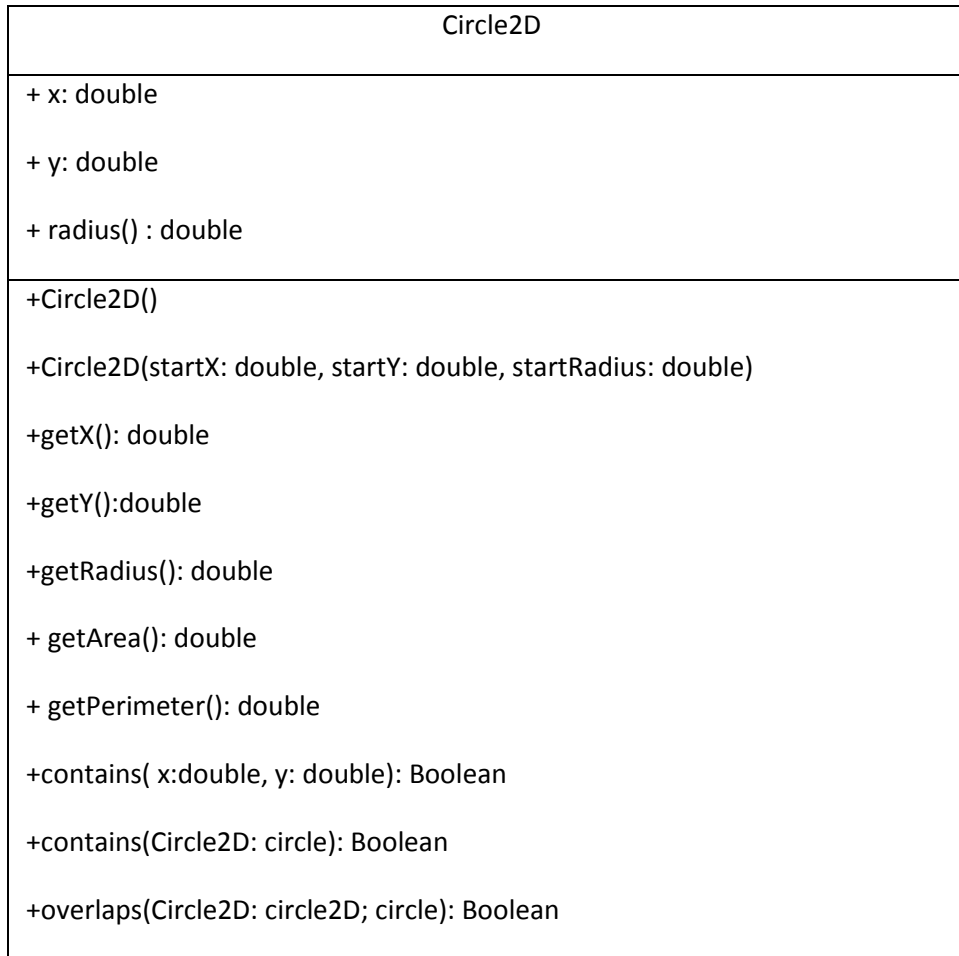 Circle2D
+ x: double
+ y: double
+ radius() : double
+Circle2D()
+Circle2D(startX: double, startY: double, startRadius: double)
+getX(): double
+getY():double
+getRadius(): double
+ getArea(): double
+ getPerimeter(): double
+contains( x:double, y: double): Boolean
+contains(Circle2D: circle): Boolean
+overlaps(Circle2D: circle2D; circle): Boolean